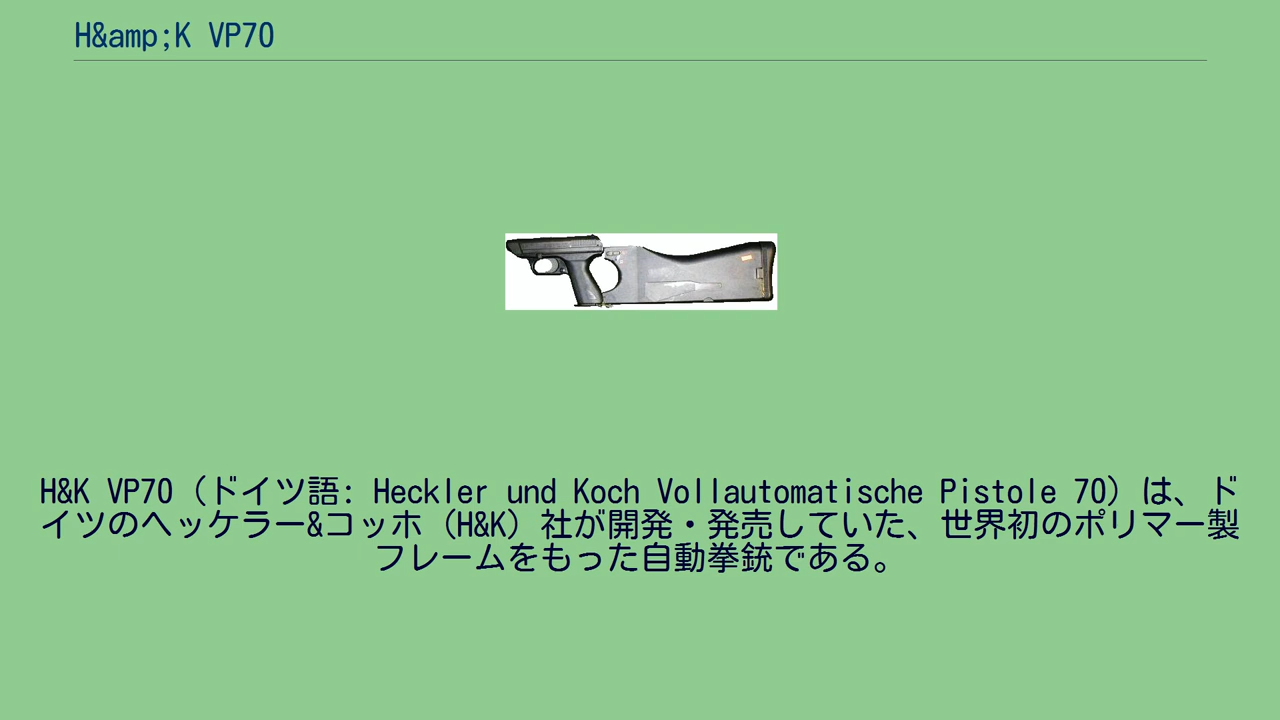 H&amp;K VP70
H&K VP70（ドイツ語: Heckler und Koch Vollautomatische Pistole 70）は、ド
イツのヘッケラー&コッホ（H&K）社が開発・発売していた、世界初のポリマー製
フレームをもった自動拳銃である。